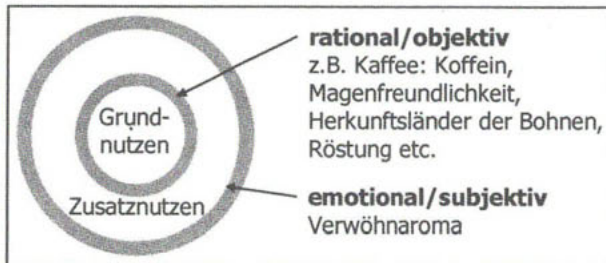 rational/objektiv
z.B. Kaffee: Koffein,
Magenfreundlichkeit,
Herkunftsländer der Bohnen,
Röstung etc.
Grund-
nutzen
Zusatznutzen
emotional/subjektiv
Verwöhnaroma